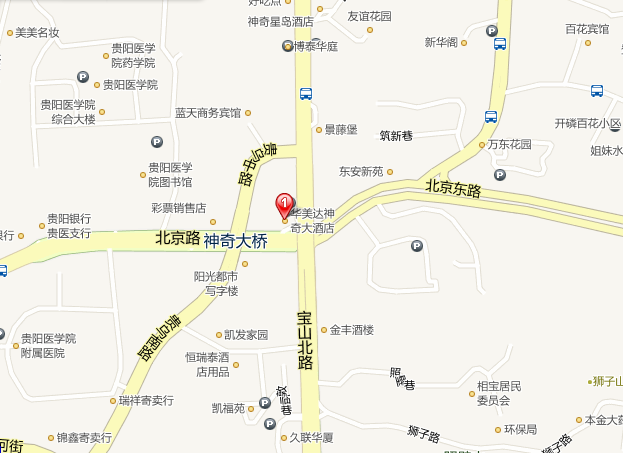 好吃点
神奇星岛酒店
友谊花园
美美名妆
博泰华庭
新华阁
百花宾馆
贵阳医学
院药学院
贵阳医学院
贵阳医学院
综合大楼
蓝天商务宾馆
景藤堡
筑新巷
开磷百花小区
万东花园
姐妹水
贵阳医学
院图书馆
贵乌中路
东安新苑
北京东路
彩票销售店
1
华美达神
奇大酒店
贵阳银行
贵医支行
银行
北京路
神奇大桥
阳光都市
写字楼
宝山北路
贵乌南路
金丰酒楼
凯发家园
贵阳医学院
附属医院
恒瑞泰酒
店用品
相宝居民
委员会
狮子山
瑞祥寄卖行
凯福苑
狮子路
环保局
本金大药
锦鑫寄卖行
久联华厦
狮子路
P
P
P
P
P
P
P
P